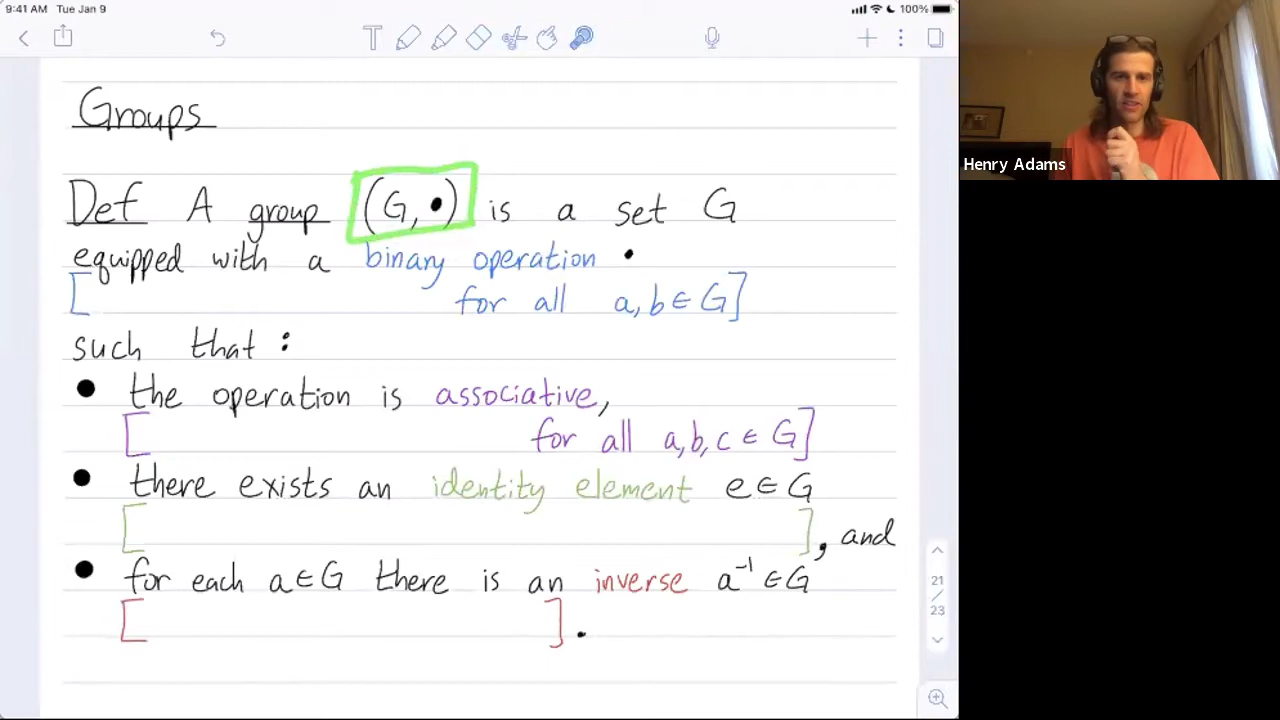 9:41 AM Tue Jan 9
100%
Groups
Def A group (G, •) is a set G
equipped with a binary operation •
[ for all a, b ∈ G]
such that :
• the operation is associative,
[ for all a, b, c ∈ G]
• there exists an identity element e ∈ G
[ ], and
• for each a ∈ G there is an inverse a⁻¹ ∈ G
[ ].
21
/
23
Henry Adams